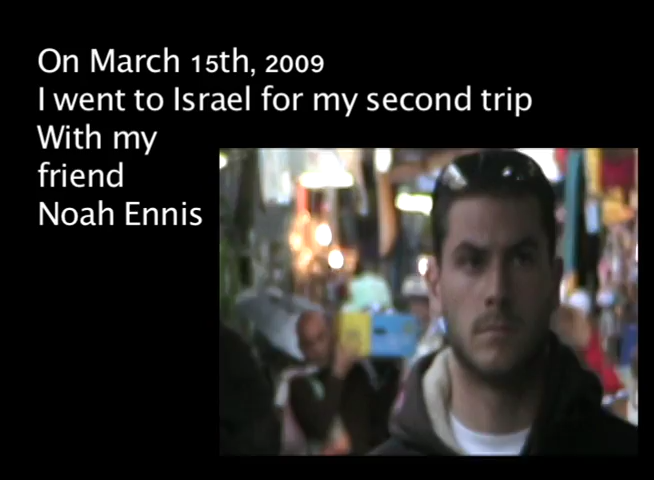 On March 15th, 2009
I went to Israel for my second trip
With my
friend
Noah Ennis